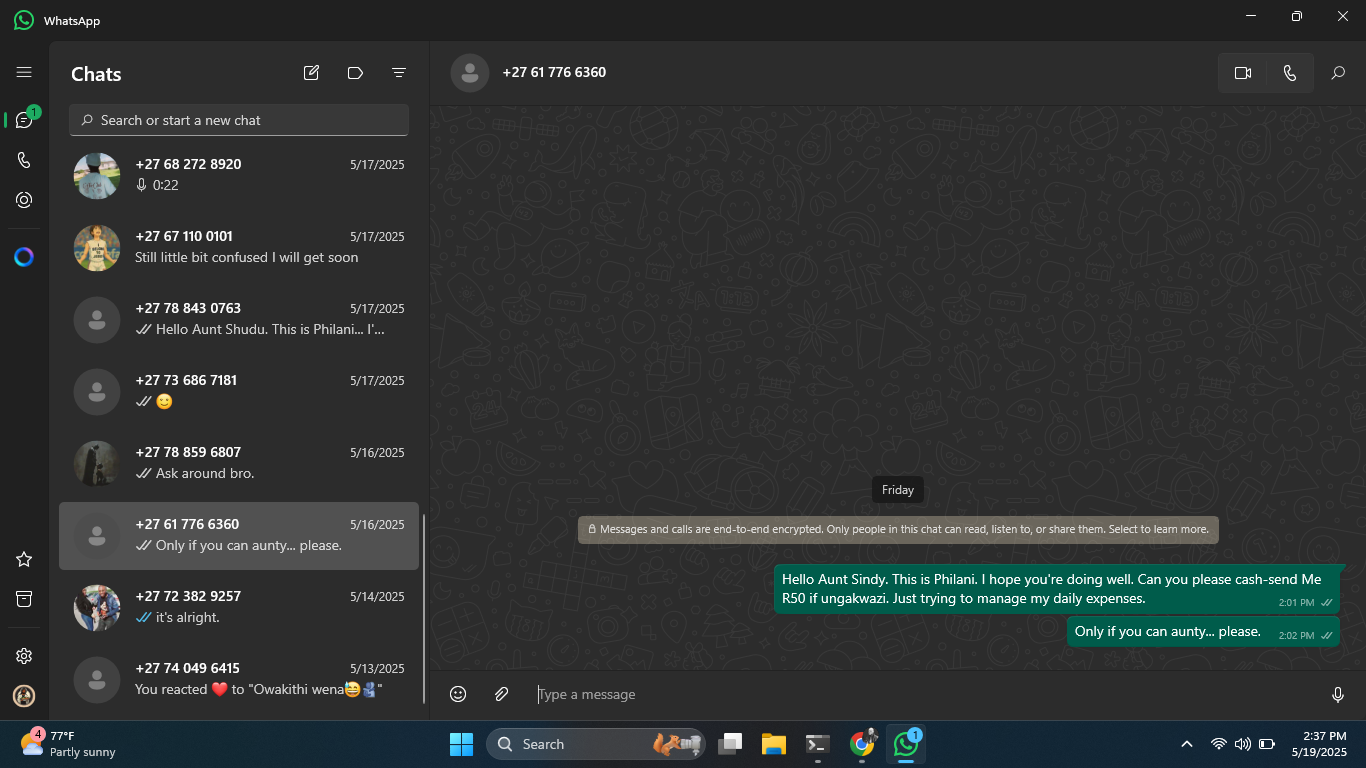 WhatsApp
Chats
1
Search or start a new chat
+27 68 272 8920
5/17/2025
0:22
+27 67 110 0101
5/17/2025
Still little bit confused I will get soon
+27 78 843 0763
5/17/2025
Hello Aunt Shudu. This is Philani... I'...
+27 73 686 7181
5/17/2025
+27 78 859 6807
5/16/2025
Ask around bro.
+27 61 776 6360
5/16/2025
Only if you can aunty... please.
+27 72 382 9257
5/14/2025
it's alright.
+27 74 049 6415
5/13/2025
You reacted ❤️ to "Owakithi wena😅🫂"
+27 61 776 6360
Friday
Messages and calls are end-to-end encrypted. Only people in this chat can read, listen to, or share them. Select to learn more.
Hello Aunt Sindy. This is Philani. I hope you're doing well. Can you please cash-send Me
R50 if ungakwazi. Just trying to manage my daily expenses.
2:01 PM
Only if you can aunty... please.
2:02 PM
Type a message
4
77°F
Partly sunny
Search
1
2:37 PM
5/19/2025